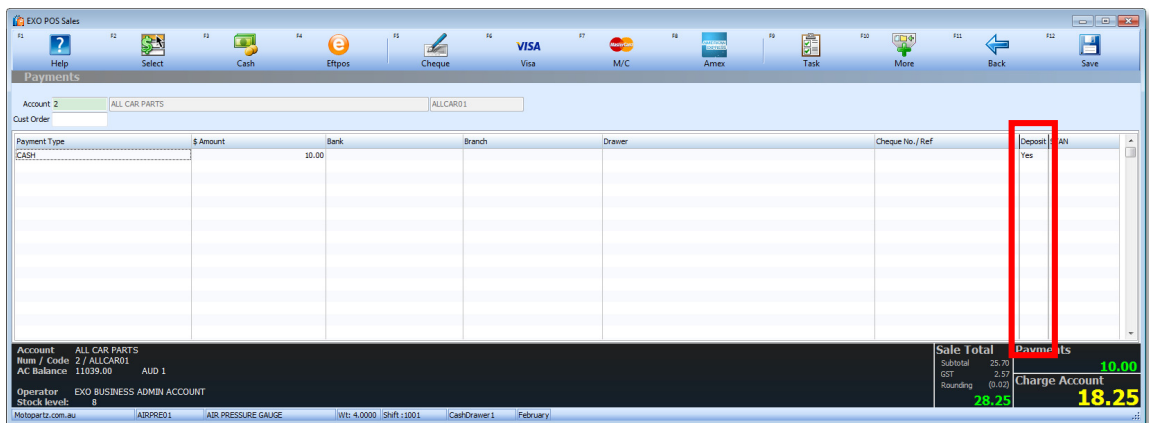 EXO POS Sales
F1 F2 F3 F4 F5 F6 F7 F8 F9 F10 F11 F12
VISA MasterCard AMERICAN EXPRESS
Help Select Cash Eftpos Cheque Visa M/C Amex Task More Back Save
Payments
Account 2 ALL CAR PARTS ALLCAR01
Cust Order
Payment Type $ Amount Bank Branch Drawer Cheque No./ Ref Deposit AN
CASH 10.00 Yes
Account ALL CAR PARTS
Num / Code 2 / ALLCAR01
AC Balance 11039.00 AUD 1
Operator EXO BUSINESS ADMIN ACCOUNT
Stock level: 8
Sale Total
Subtotal 25.70
GST 2.57
Rounding (0.02)
28.25
Payments
10.00
Charge Account
18.25
Motopartz.com.au AIRPRE01 AIR PRESSURE GAUGE Wt: 4.0000 Shift :1001 CashDrawer1 February